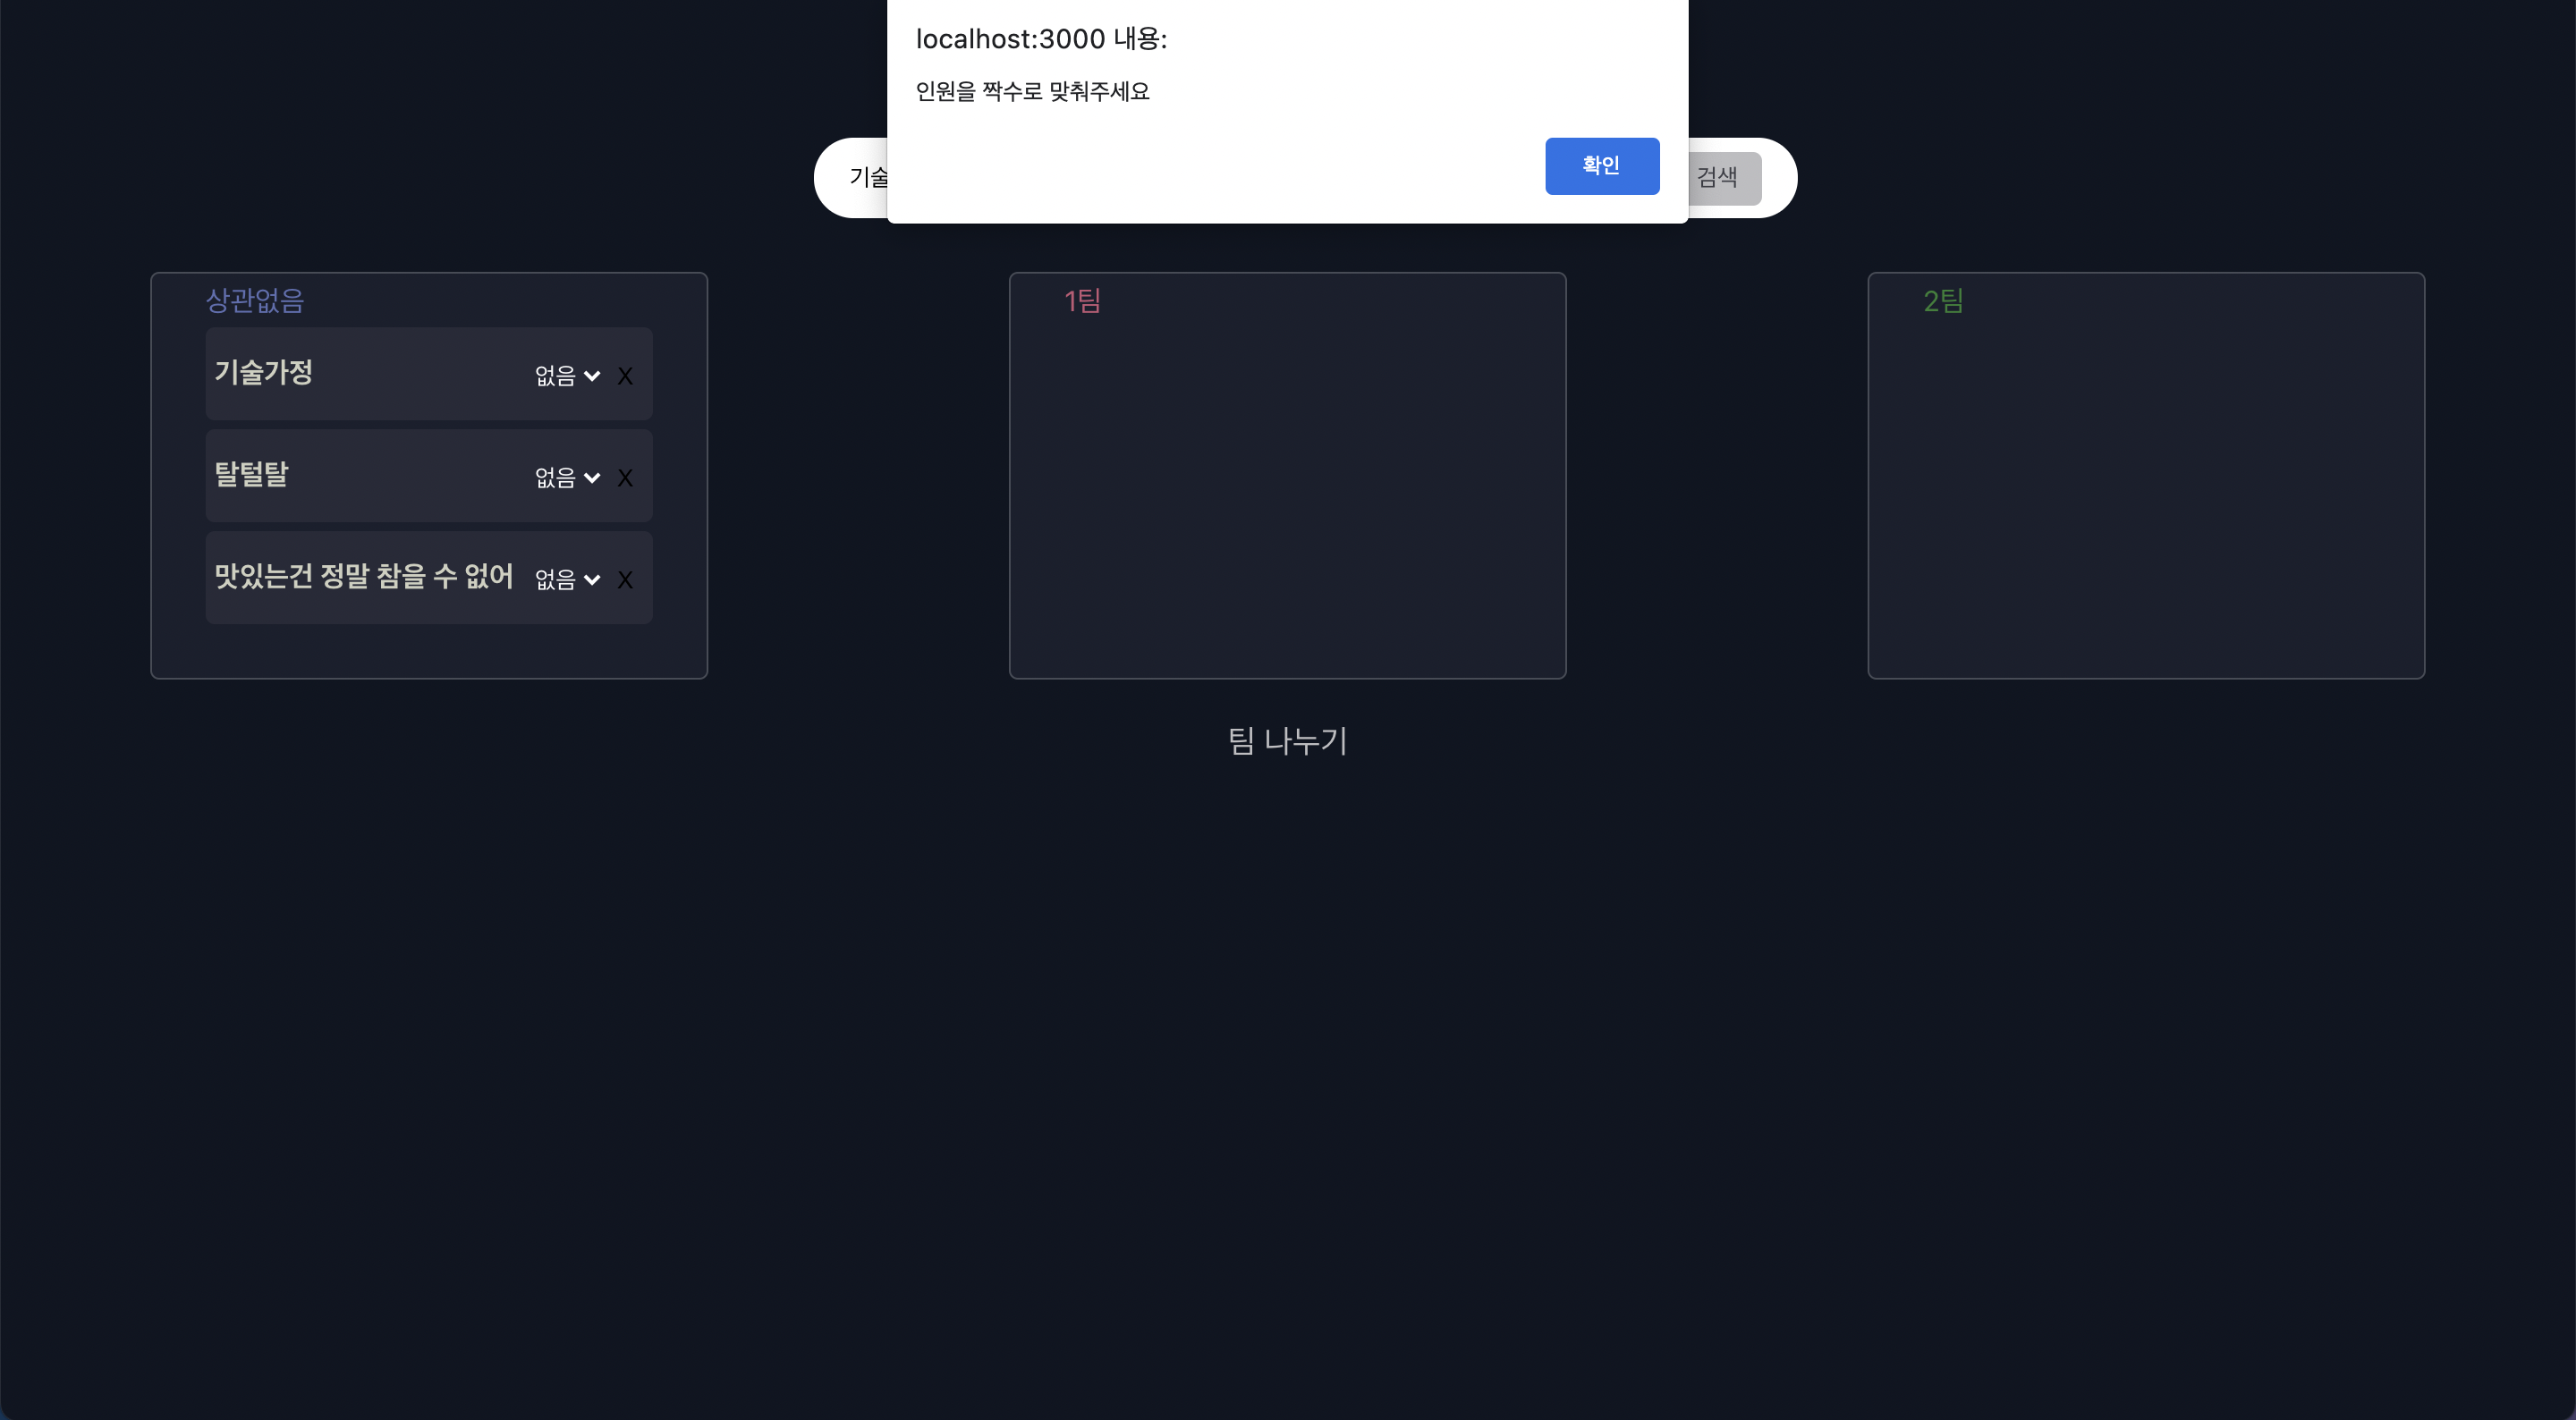 localhost:3000 내용:
인원을 짝수로 맞춰주세요
확인
기술
검색
상관없음
기술가정
없음
X
탈털탈
없음
X
맛있는건 정말 참을 수 없어
없음
X
1팀
2팀
팀 나누기